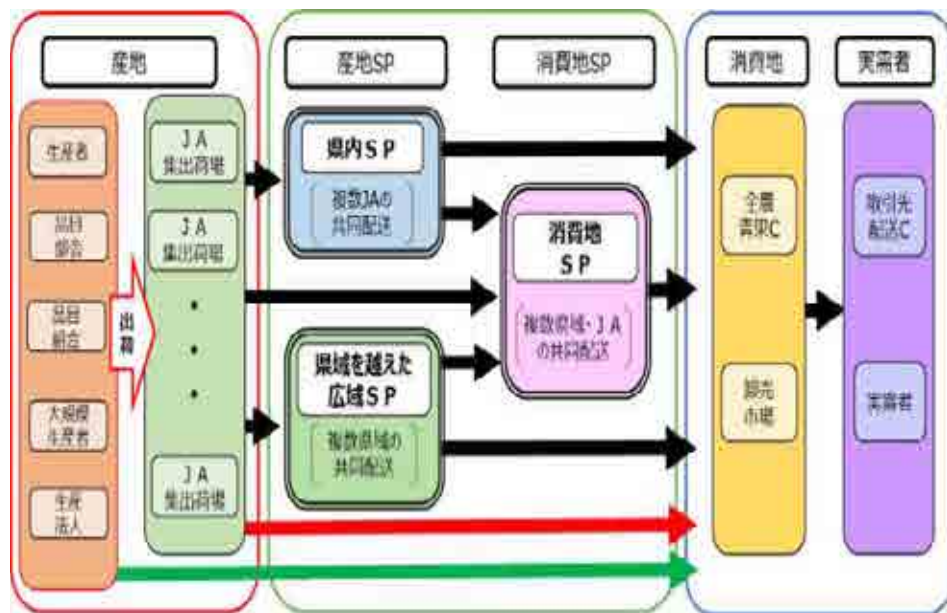 産地
産地SP
消費地SP
消費地
実需者
生産者
品目
部会
品目
組合
大規模
生産者
生産
法人
出
荷
ＪＡ
集出荷場
ＪＡ
集出荷場
・
・
・
ＪＡ
集出荷場
県内ＳＰ
複数JAの
共同配送
県域を越えた
広域ＳＰ
複数県域の
共同配送
消費地
ＳＰ
複数県域・ＪＡ
の共同配送
全農
青果C
卸売
市場
取引先
配送C
実需者